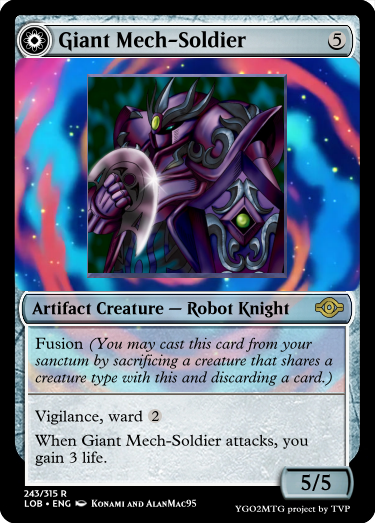 Giant Mech-Soldier 5
Artifact Creature — Robot Knight
Fusion (You may cast this card from your
sanctum by sacrificing a creature that shares a
creature type with this and discarding a card.)
Vigilance, ward 2
When Giant Mech-Soldier attacks, you
gain 3 life.
5/5
243/315 R
LOB • ENG Konami and AlanMac95
YGO2MTG project by TVP